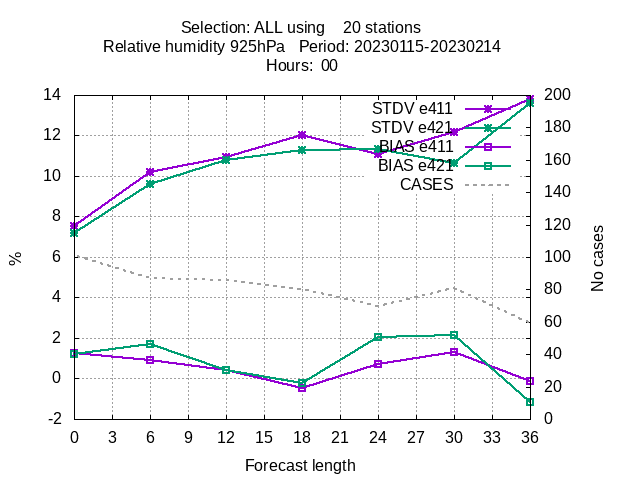 Selection: ALL using    20 stations
Relative humidity 925hPa   Period: 20230115-20230214
Hours:  00
14
12
10
8
6
4
2
0
-2
%
STDV e411
STDV e421
BIAS e411
BIAS e421
CASES
200
180
160
140
120
100
80
60
40
20
0
No cases
0 3 6 9 12 15 18 21 24 27 30 33 36
Forecast length